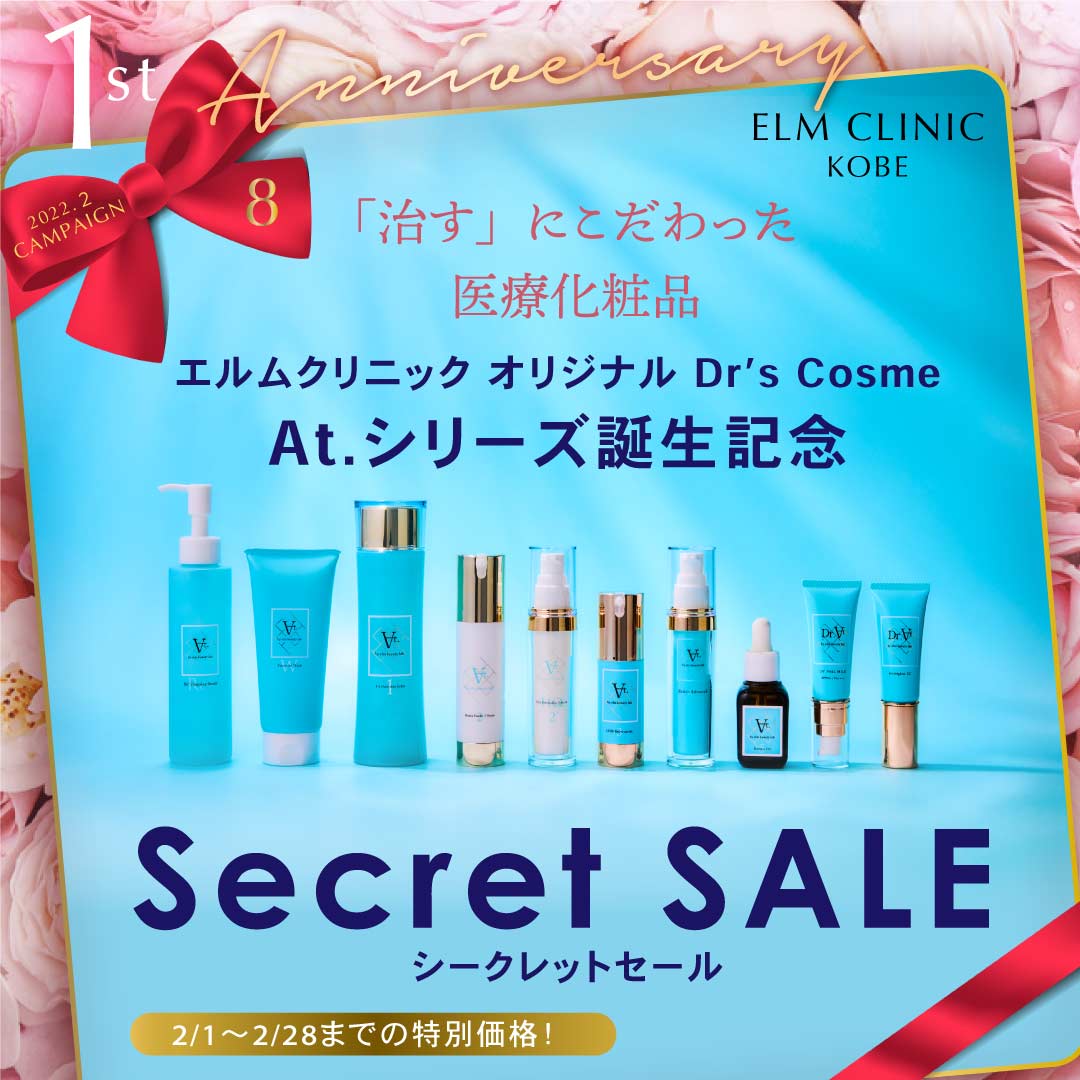 1st Anniversary
ELM CLINIC
KOBE
2022.2
CAMPAIGN
8
「治す」にこだわった
医療化粧品
エルムクリニック オリジナル Dr's Cosme
At.シリーズ誕生記念
Secret SALE
シークレットセール
2/1〜2/28までの特別価格!